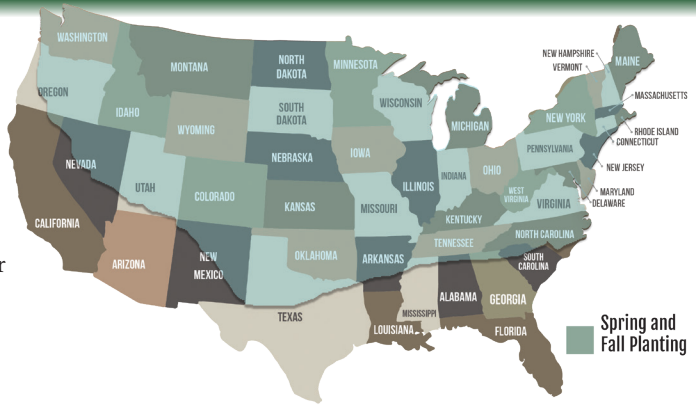 WASHINGTON
OREGON
MONTANA
IDAHO
WYOMING
NEVADA
UTAH
CALIFORNIA
COLORADO
ARIZONA
NEW
MEXICO
NORTH
DAKOTA
SOUTH
DAKOTA
NEBRASKA
KANSAS
OKLAHOMA
TEXAS
MINNESOTA
IOWA
MISSOURI
ARKANSAS
LOUISIANA
WISCONSIN
ILLINOIS
MICHIGAN
INDIANA
OHIO
KENTUCKY
TENNESSEE
MISSISSIPPI
ALABAMA
GEORGIA
FLORIDA
SOUTH
CAROLINA
NORTH CAROLINA
VIRGINIA
WEST
VIRGINIA
PENNSYLVANIA
NEW YORK
NEW HAMPSHIRE
VERMONT
MAINE
MASSACHUSETTS
RHODE ISLAND
CONNECTICUT
NEW JERSEY
MARYLAND
DELAWARE
Spring and
Fall Planting
r